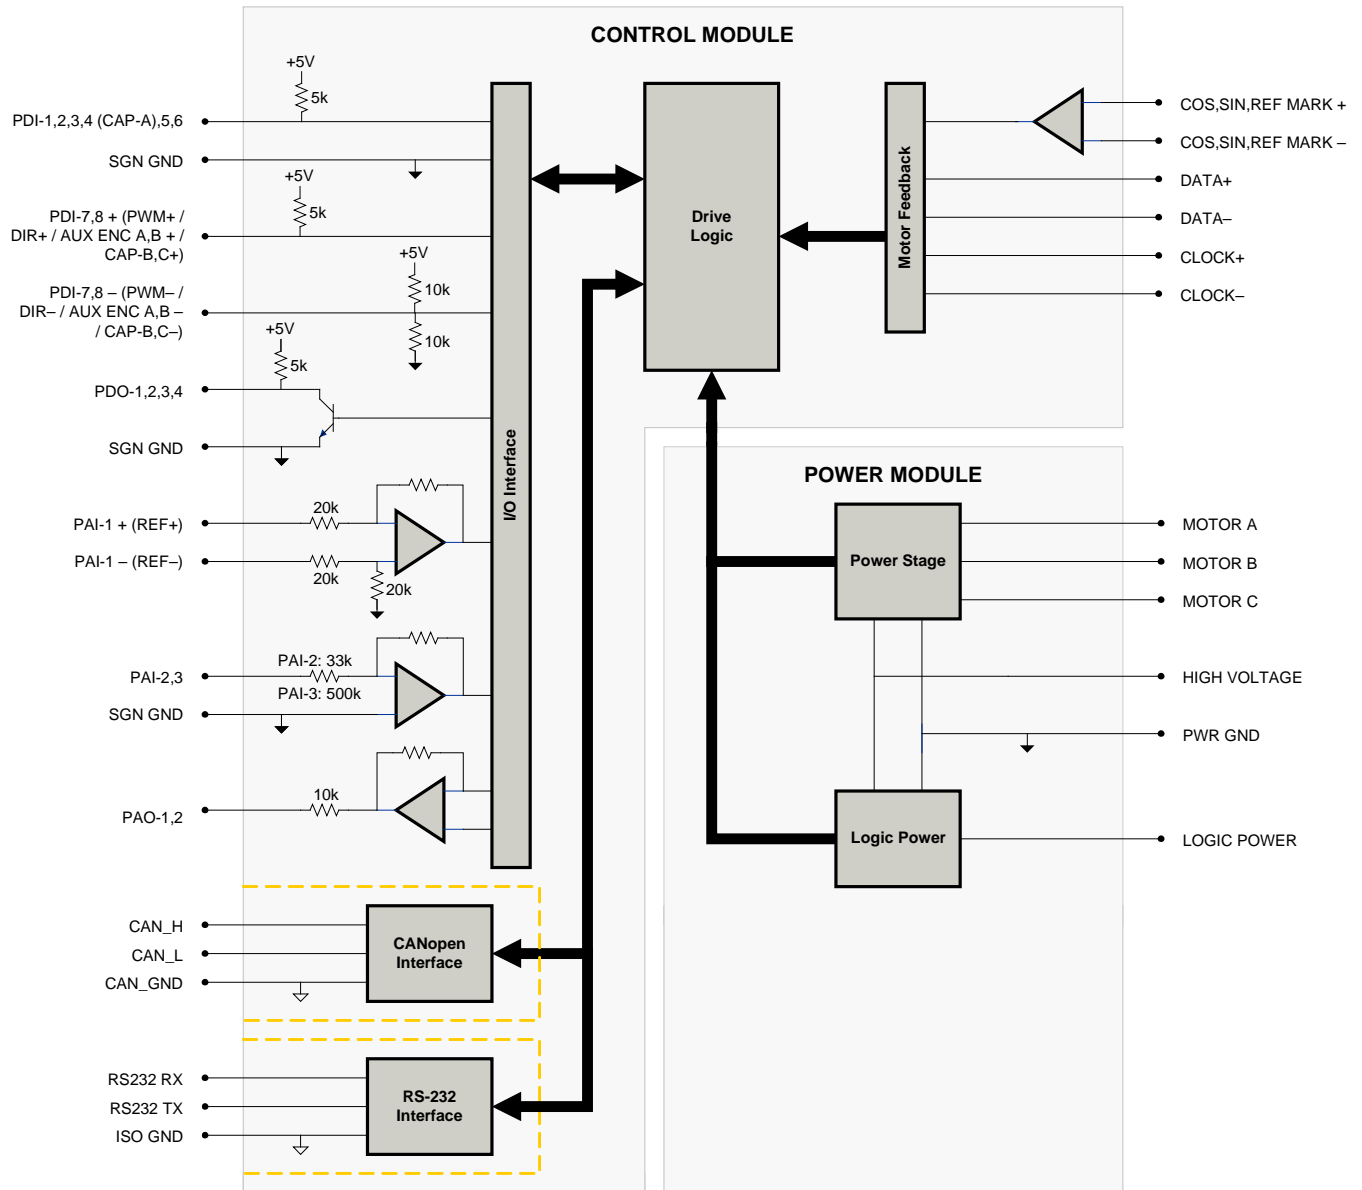 CONTROL MODULE
+5V
5k
PDI-1,2,3,4 (CAP-A),5,6
SGN GND
+5V
5k
PDI-7,8 + (PWM+ /
DIR+ / AUX ENC A,B + /
CAP-B,C+)
+5V
10k
PDI-7,8 – (PWM– /
DIR– / AUX ENC A,B –
/ CAP-B,C–)
10k
+5V
5k
PDO-1,2,3,4
SGN GND
20k
PAI-1 + (REF+)
PAI-1 – (REF–)
20k
20k
PAI-2: 33k
PAI-2,3
PAI-3: 500k
SGN GND
10k
PAO-1,2
I/O Interface
CAN_H
CAN_L
CAN_GND
CANopen
Interface
RS232 RX
RS232 TX
ISO GND
RS-232
Interface
Drive
Logic
Motor Feedback
COS,SIN,REF MARK +
COS,SIN,REF MARK –
DATA+
DATA–
CLOCK+
CLOCK–
POWER MODULE
Power Stage
MOTOR A
MOTOR B
MOTOR C
HIGH VOLTAGE
PWR GND
Logic Power
LOGIC POWER